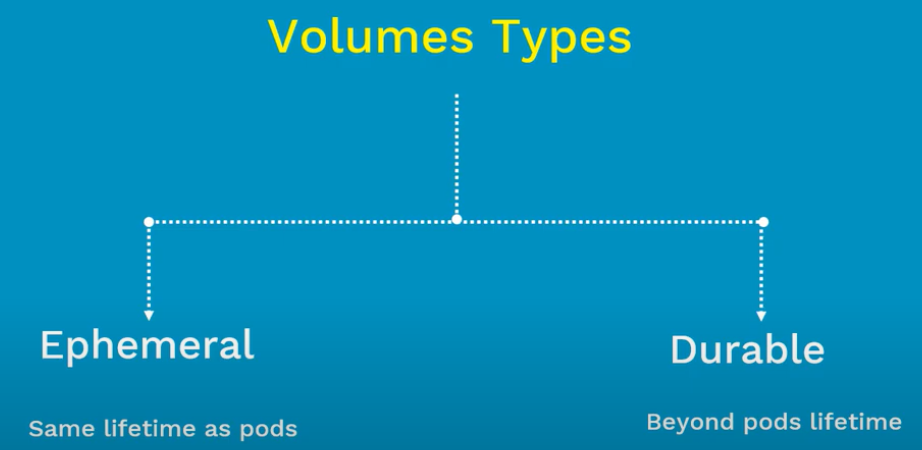 Volumes Types
Ephemeral
Durable
Same lifetime as pods
Beyond pods lifetime